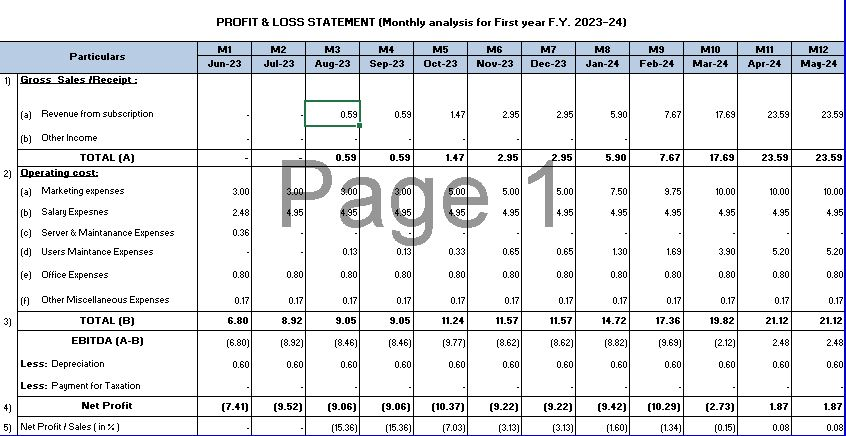 PROFIT & LOSS STATEMENT (Monthly analysis for First year F.Y. 2023-24)
Particulars M1 M2 M3 M4 M5 M6 M7 M8 M9 M10 M11 M12
Jun-23 Jul-23 Aug-23 Sep-23 Oct-23 Nov-23 Dec-23 Jan-24 Feb-24 Mar-24 Apr-24 May-24
1) Gross Sales /Receipt :
(a) Revenue from subscription - - 0.59 0.59 1.47 2.95 2.95 5.90 7.67 17.69 23.59 23.59
(b) Other Income - - - - - - - - - - - -
TOTAL (A) - - 0.59 0.59 1.47 2.95 2.95 5.90 7.67 17.69 23.59 23.59
2) Operating cost:
(a) Marketing expenses 3.00 3.00 3.00 3.00 5.00 5.00 5.00 7.50 9.75 10.00 10.00 10.00
(b) Salary Expesnes 2.48 4.95 4.95 4.95 4.95 4.95 4.95 4.95 4.95 4.95 4.95 4.95
(c) Server & Maintanance Expenses 0.36 - - - - - - - - - - -
(d) Users Maintance Expenses - - 0.13 0.13 0.33 0.65 0.65 1.30 1.69 3.90 5.20 5.20
(e) Office Expenses 0.80 0.80 0.80 0.80 0.80 0.80 0.80 0.80 0.80 0.80 0.80 0.80
(f) Other Miscellaneous Expenses 0.17 0.17 0.17 0.17 0.17 0.17 0.17 0.17 0.17 0.17 0.17 0.17
3) TOTAL (B) 6.80 8.92 9.05 9.05 11.24 11.57 11.57 14.72 17.36 19.82 21.12 21.12
EBITDA (A-B) (6.80) (8.92) (8.46) (8.46) (9.77) (8.62) (8.62) (8.82) (9.69) (2.12) 2.48 2.48
Less: Depreciation 0.60 0.60 0.60 0.60 0.60 0.60 0.60 0.60 0.60 0.60 0.60 0.60
Less: Payment for Taxation - - - - - - - - - - - -
4) Net Profit (7.41) (9.52) (9.06) (9.06) (10.37) (9.22) (9.22) (9.42) (10.29) (2.73) 1.87 1.87
5) Net Profit / Sales ( in % ) - - (15.36) (15.36) (7.03) (3.13) (3.13) (1.60) (1.34) (0.15) 0.08 0.08
Page 1